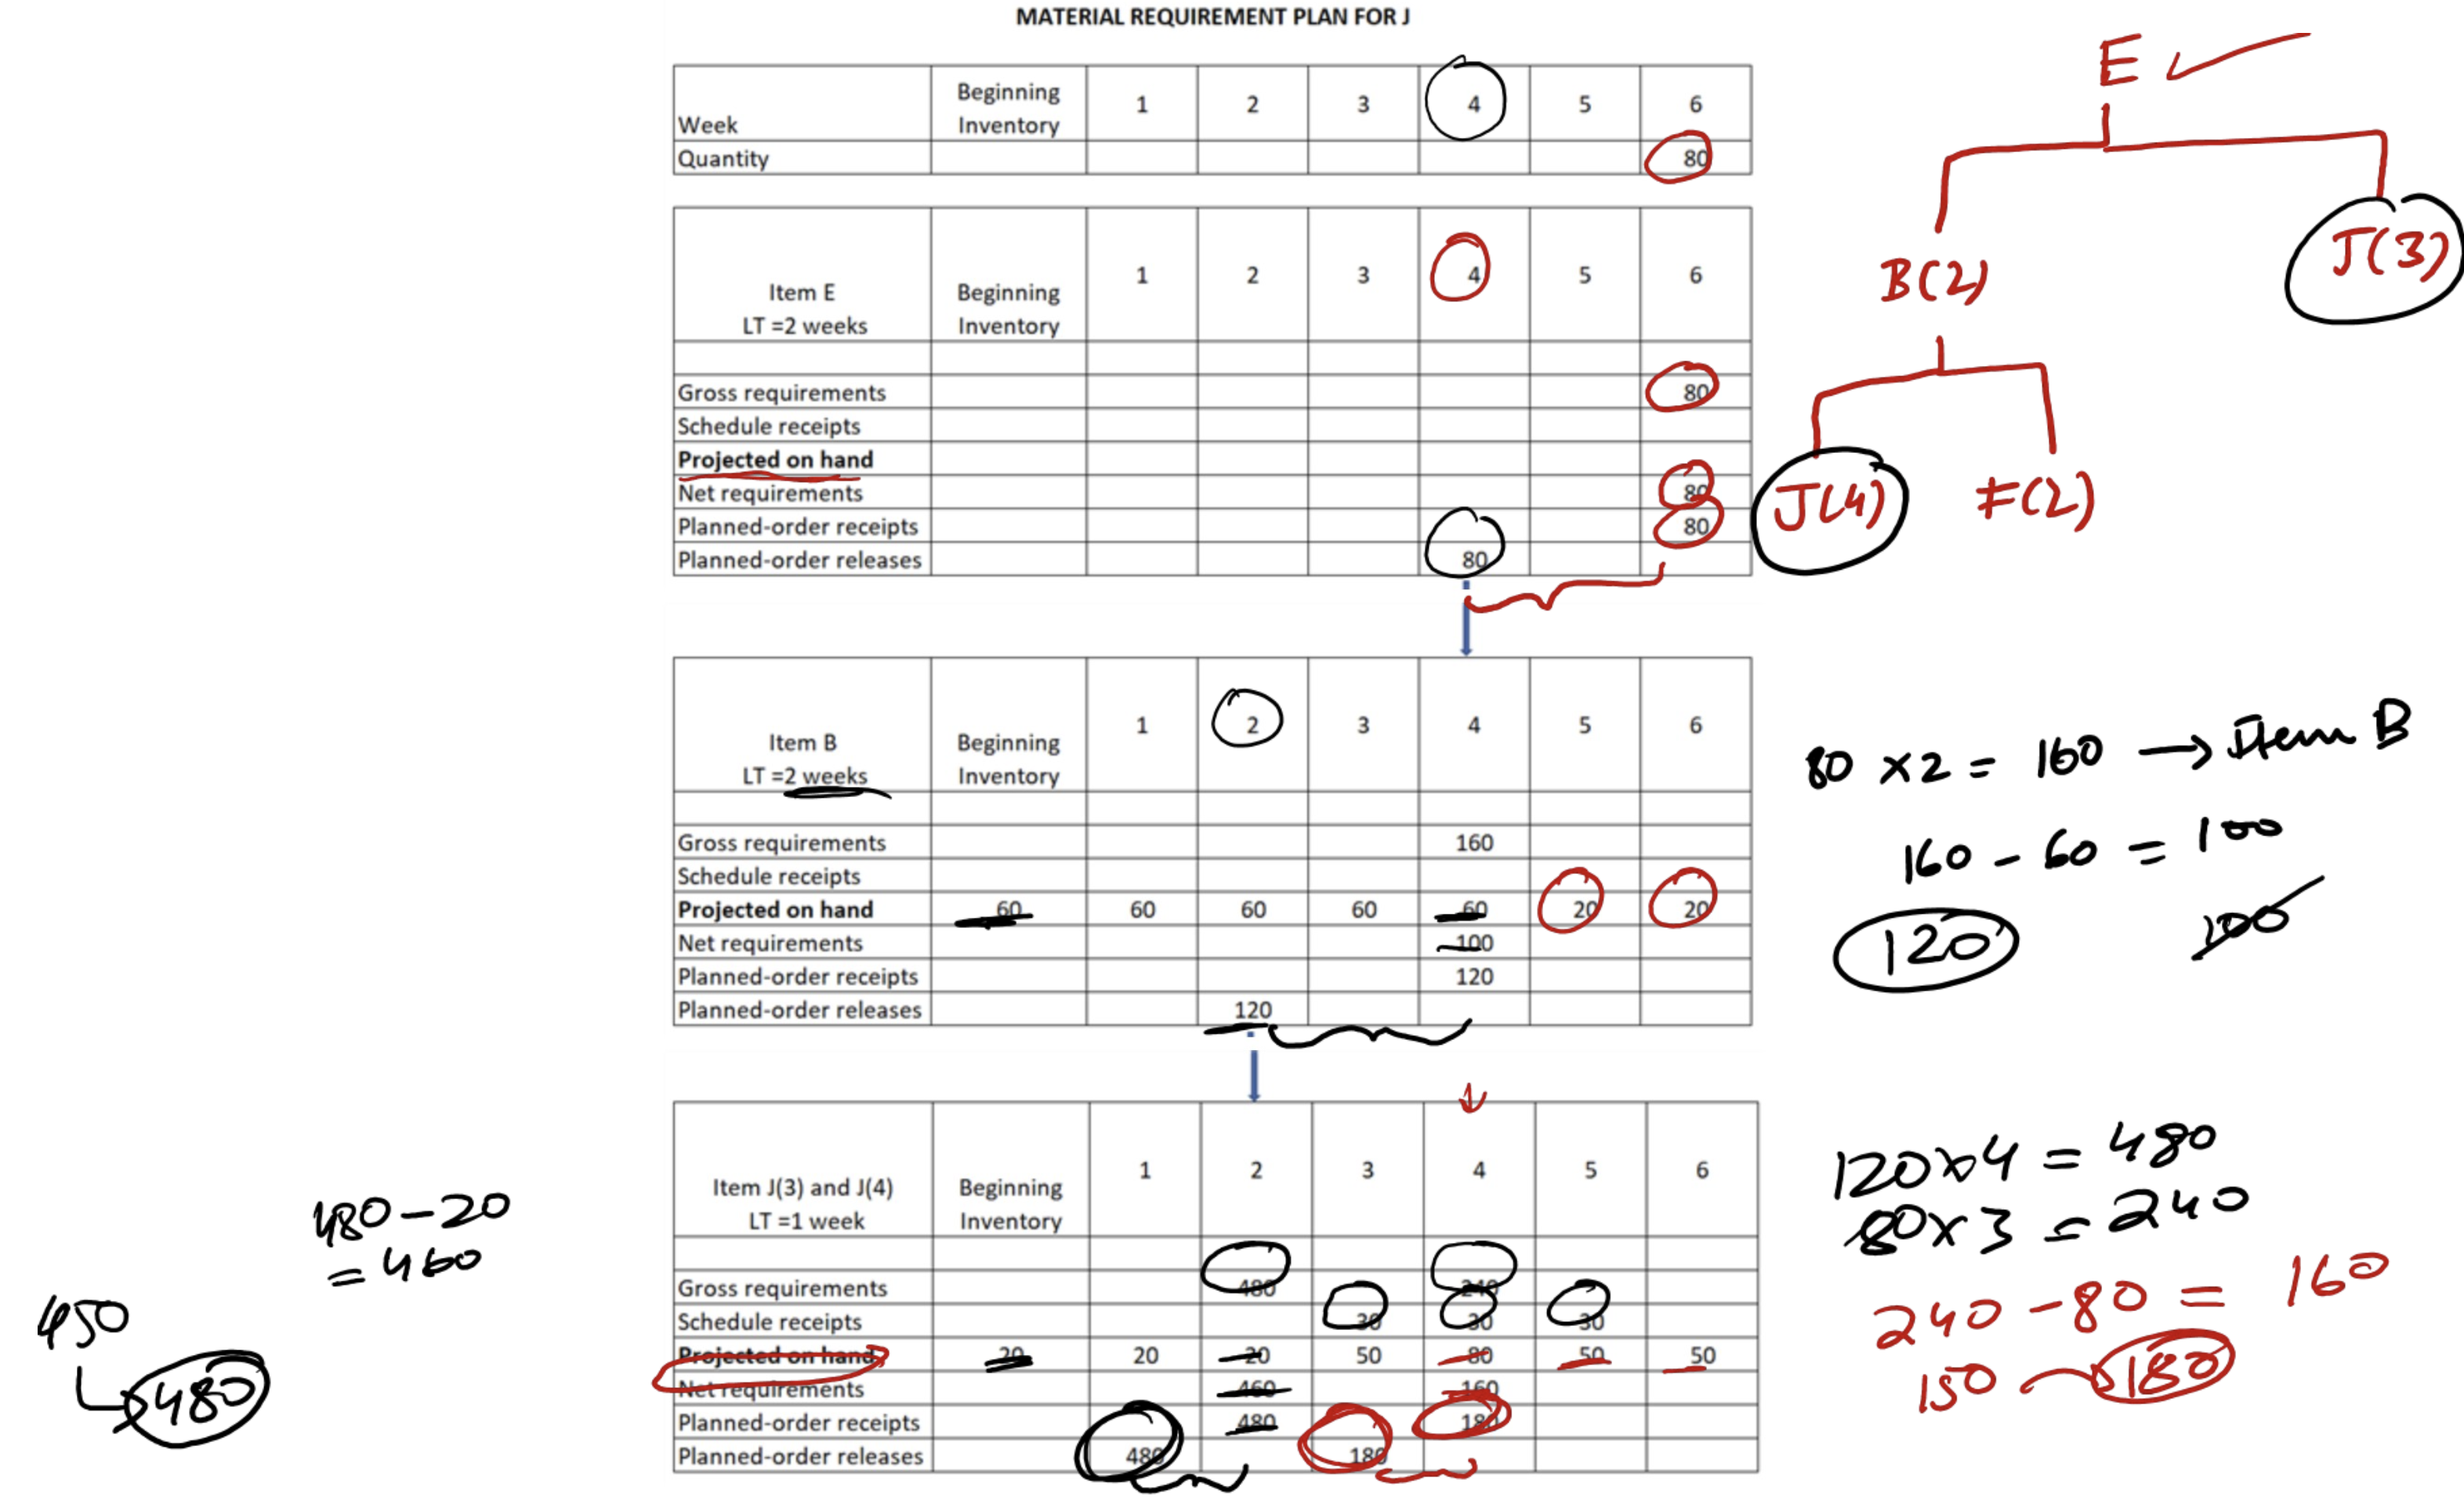 MATERIAL REQUIREMENT PLAN FOR J
Week Beginning Inventory 1 2 3 4 5 6
Quantity 80
Item E LT =2 weeks Beginning Inventory 1 2 3 4 5 6
Gross requirements 80
Schedule receipts
Projected on hand
Net requirements 80
Planned-order receipts 80
Planned-order releases 80
E
B(2) J(3)
J(4) F(2)
Item B LT =2 weeks Beginning Inventory 1 2 3 4 5 6
Gross requirements 160
Schedule receipts
Projected on hand 60 60 60 60 60 20 20
Net requirements 100
Planned-order receipts 120
Planned-order releases 120
80 ×2 = 160 → Item B
160 - 60 = 100
120 100
Item J(3) and J(4) LT =1 week Beginning Inventory 1 2 3 4 5 6
Gross requirements 480 240
Schedule receipts 30 30 30
Projected on hand 20 20 20 50 80 50 50
Net requirements 460 160
Planned-order receipts 480 180
Planned-order releases 480 180
480-20
= 460
450
480
120×4 = 480
80×3 = 240
240 -80 = 160
150 180